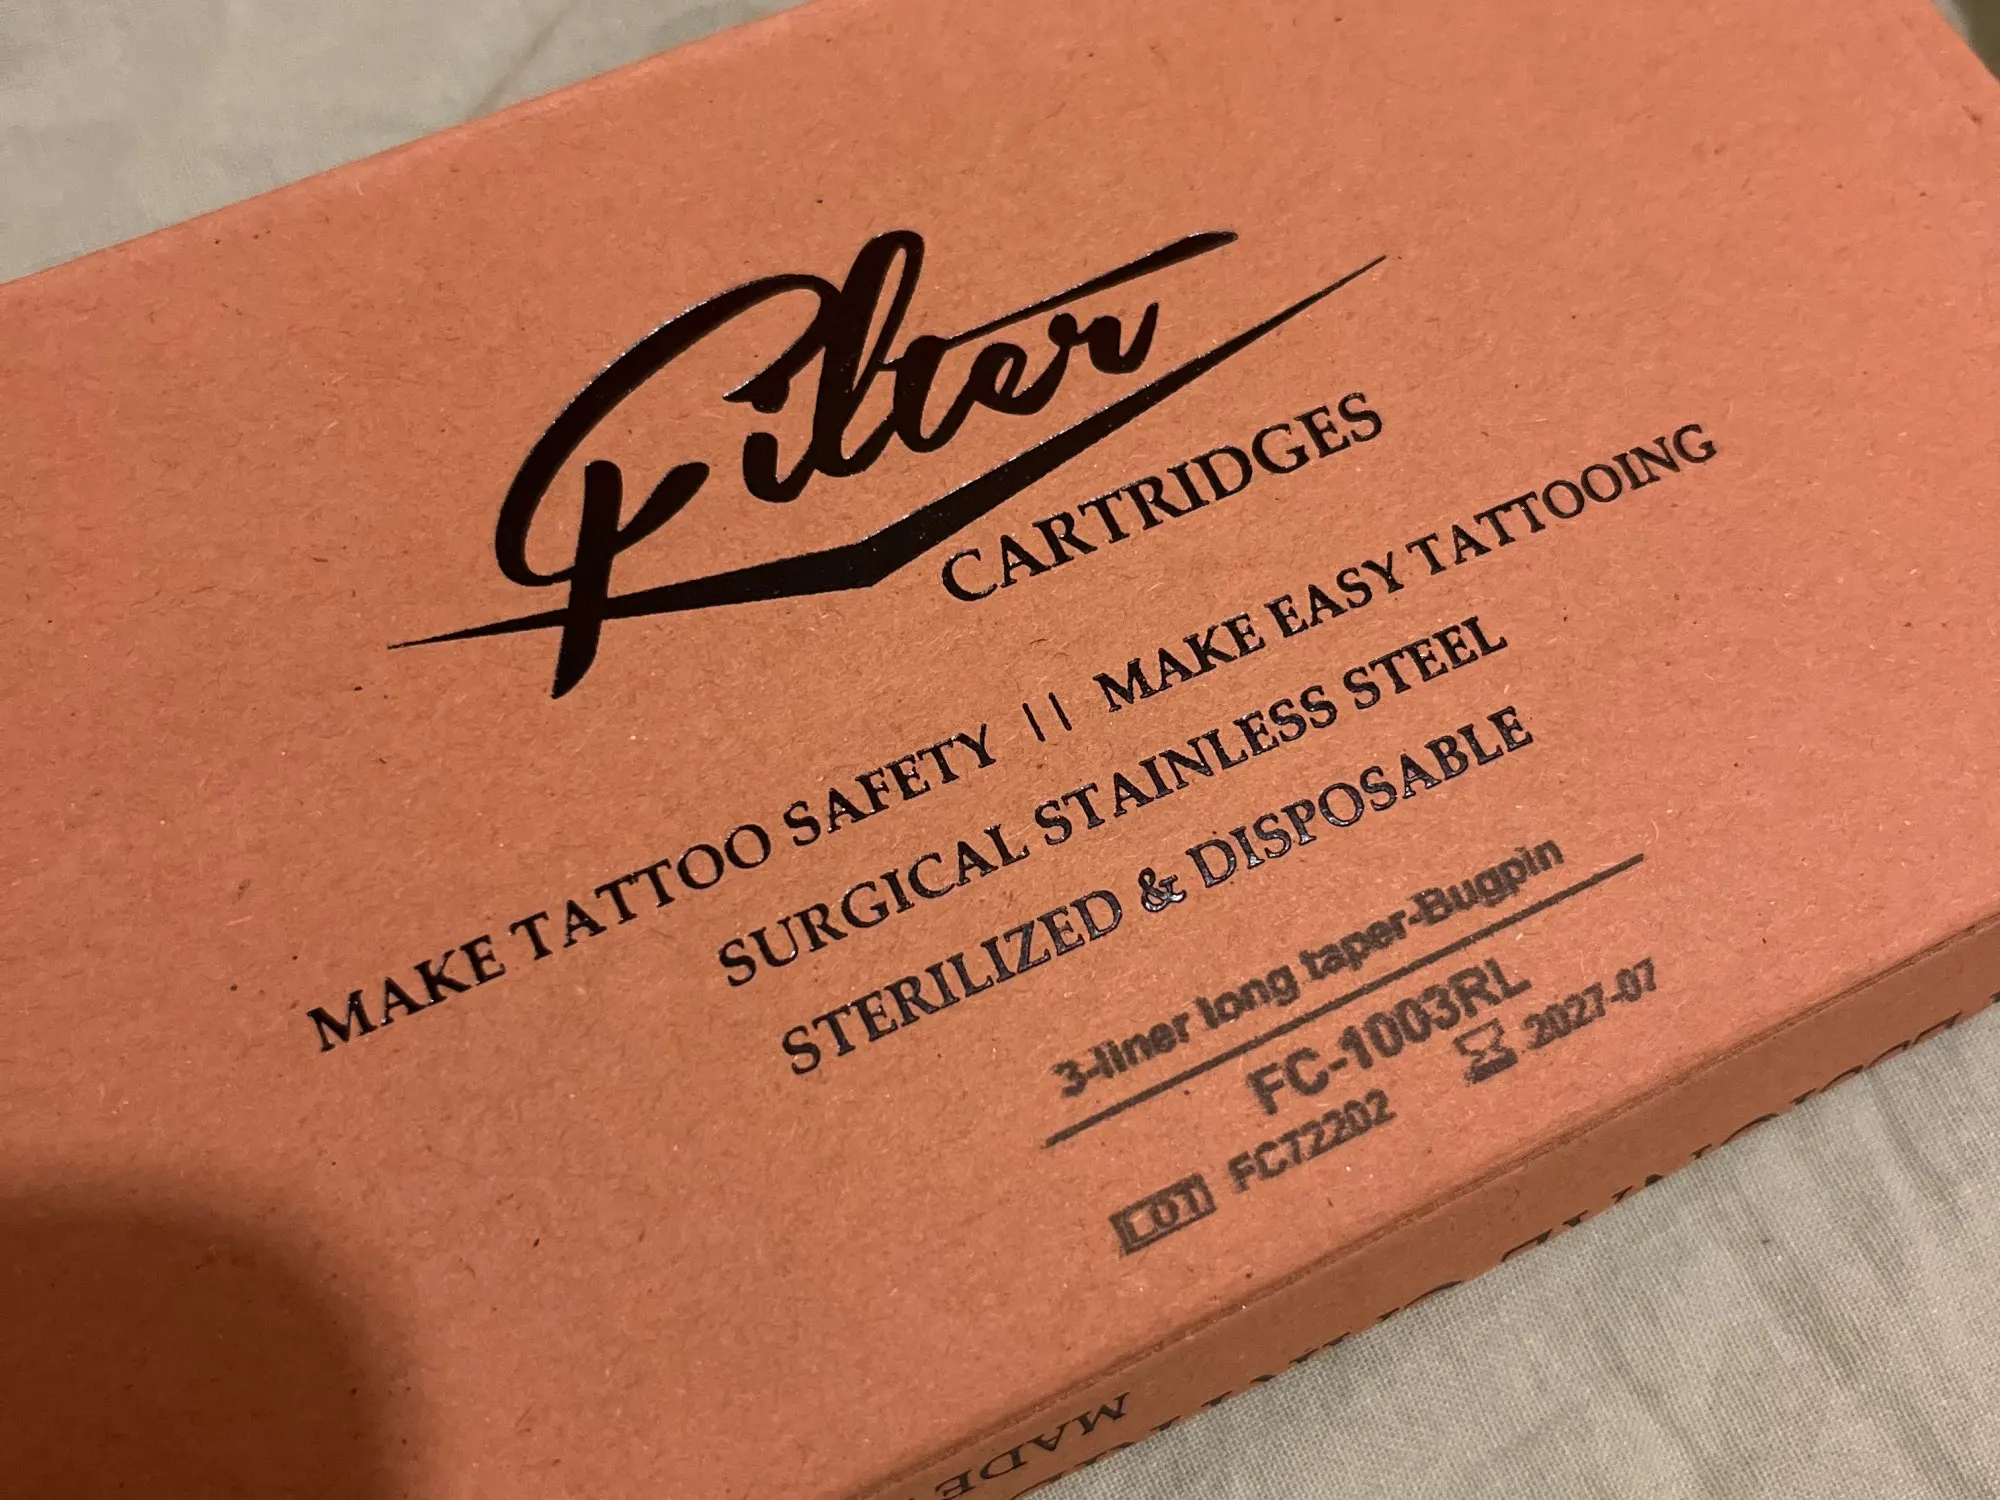 Filter
CARTRIDGES
MAKE TATTOO SAFETY || MAKE EASY TATTOOING
SURGICAL STAINLESS STEEL
STERILIZED & DISPOSABLE
3-liner long taper-Bugpin
FC-1003RL
LOT FC72202 2027-07
MADE